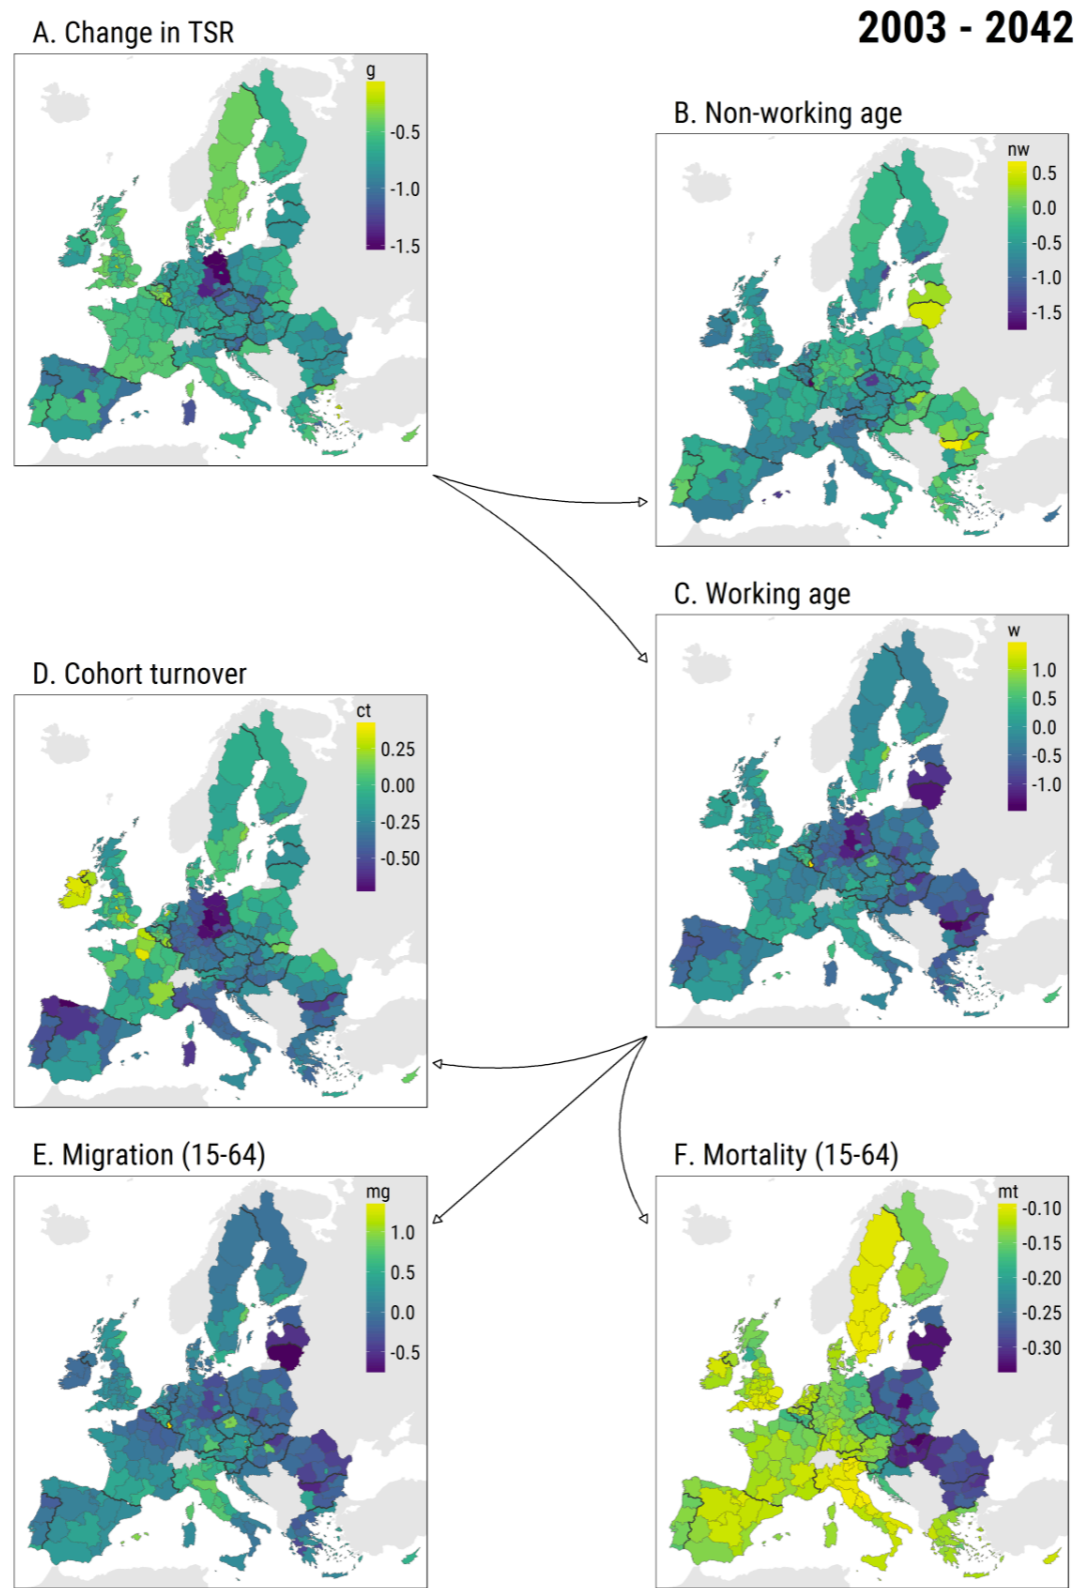 2003 - 2042
A. Change in TSR
g
-0.5
-1.0
-1.5
B. Non-working age
nw
0.5
0.0
-0.5
-1.0
-1.5
C. Working age
w
1.0
0.5
0.0
-0.5
-1.0
D. Cohort turnover
ct
0.25
0.00
-0.25
-0.50
E. Migration (15-64)
mg
1.0
0.5
0.0
-0.5
F. Mortality (15-64)
mt
-0.10
-0.15
-0.20
-0.25
-0.30